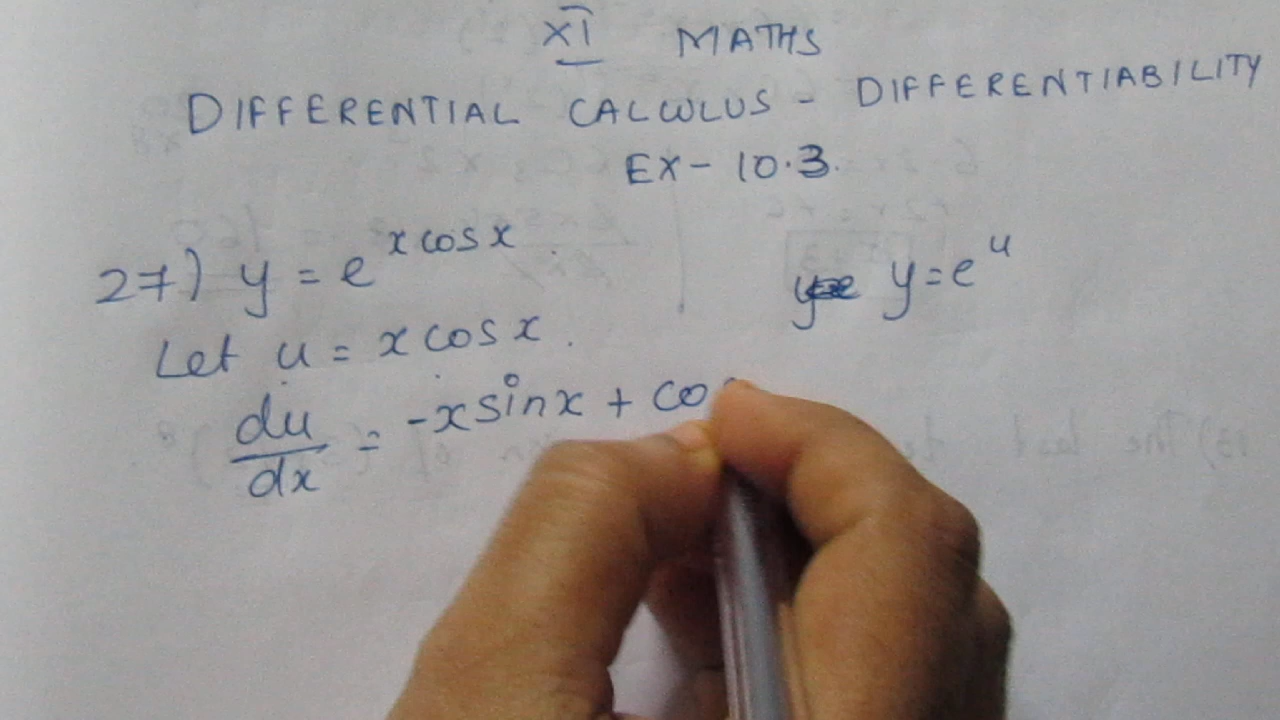 XI MATHS
DIFFERENTIAL CALCULUS - DIFFERENTIABILITY
EX - 10.3.
27) y = e^{x cos x}. y = e^u
Let u = x cos x.
du/dx = -x sin x + co